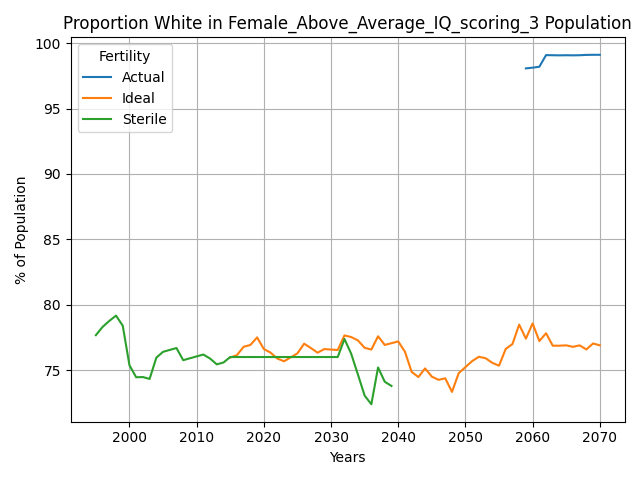 Proportion White in Female_Above_Average_IQ_scoring_3 Population
100
95
90
85
80
75
% of Population
Fertility
Actual
Ideal
Sterile
2000 2010 2020 2030 2040 2050 2060 2070
Years